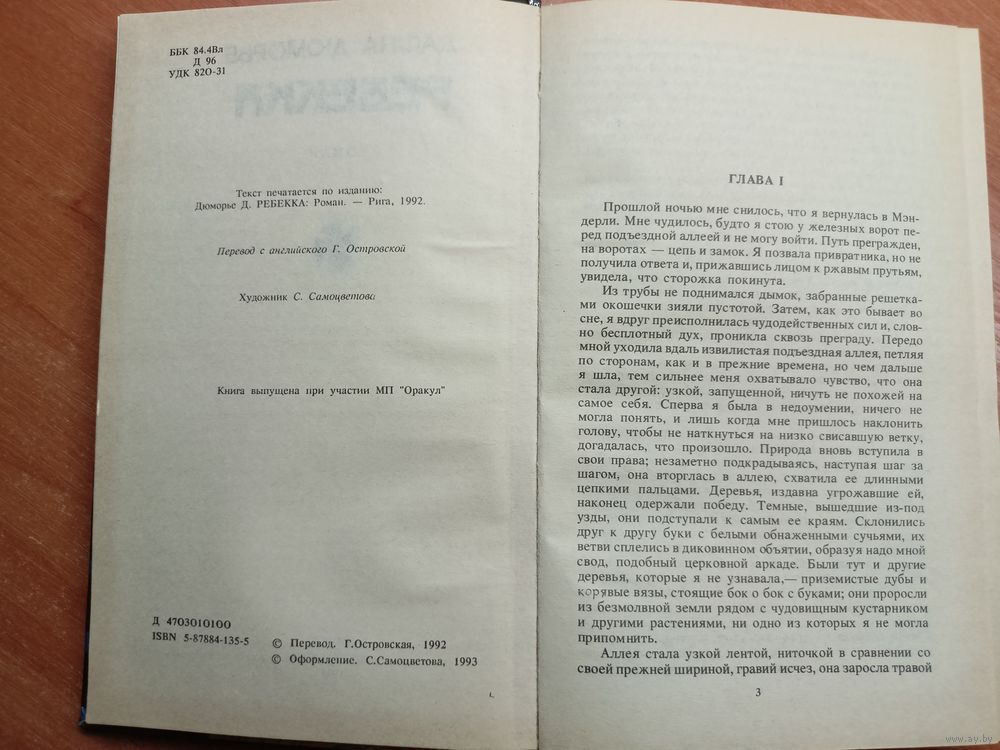 ББК 84.4Вл
Д 96
УДК 82О-31
Текст печатается по изданию:
Дюморье Д. РЕБЕККА: Роман. — Рига, 1992.
Перевод с английского Г. Островской
Художник С. Самоцветова
Книга выпущена при участии МП "Оракул"
Д 4703010100
ISBN 5-87884-135-5
© Перевод. Г.Островская, 1992
© Оформление. С.Самоцветова, 1993
ГЛАВА I
Прошлой ночью мне снилось, что я вернулась в Мэн-
дерли. Мне чудилось, будто я стою у железных ворот пе-
ред подъездной аллеей и не могу войти. Путь прегражден,
на воротах — цепь и замок. Я позвала привратника, но не
получила ответа и, прижавшись лицом к ржавым прутьям,
увидела, что сторожка покинута.
Из трубы не поднимался дымок, забранные решетка-
ми окошечки зияли пустотой. Затем, как это бывает во
сне, я вдруг преисполнилась чудодейственных сил и, слов-
но бесплотный дух, проникла сквозь преграду. Передо
мной уходила вдаль извилистая подъездная аллея, петляя
по сторонам, как и в прежние времена, но чем дальше
я шла, тем сильнее меня охватывало чувство, что она
стала другой: узкой, запущенной, ничуть не похожей на
самое себя. Сперва я была в недоумении, ничего не
могла понять, и лишь когда мне пришлось наклонить
голову, чтобы не наткнуться на низко свисавшую ветку,
догадалась, что произошло. Природа вновь вступила в
свои права; незаметно подкрадываясь, наступая шаг за
шагом, она вторглась в аллею, схватила ее длинными
цепкими пальцами. Деревья, издавна угрожавшие ей,
наконец одержали победу. Темные, вышедшие из-под
узды, они подступали к самым ее краям. Склонились
друг к другу буки с белыми обнаженными сучьями, их
ветви сплелись в диковинном объятии, образуя надо мной
свод, подобный церковной аркаде. Были тут и другие
деревья, которые я не узнавала,— приземистые дубы и
корявые вязы, стоящие бок о бок с буками; они проросли
из безмолвной земли рядом с чудовищным кустарником
и другими растениями, ни одно из которых я не могла
припомнить.
Аллея стала узкой лентой, ниточкой в сравнении со
своей прежней шириной, гравий исчез, она заросла травой
3
www.ay.by